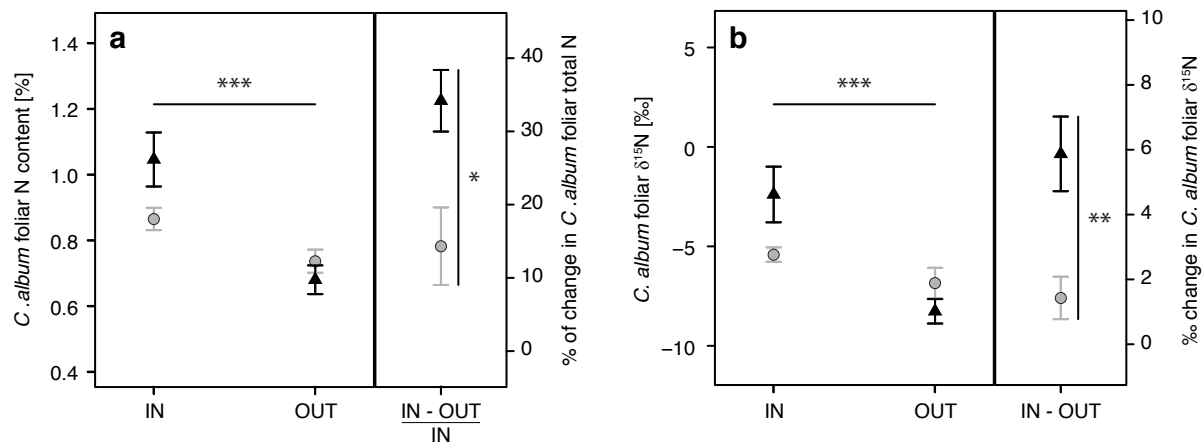 a
C .album foliar N content [%]
1.4
1.2
1.0
0.8
0.6
0.4
***
*
40
30
20
10
0
% of change in C .album foliar total N
IN
OUT
IN - OUT
IN
b
C. album foliar δ¹⁵N [‰]
5
0
−5
−10
***
**
10
8
6
4
2
0
‰ change in C. album foliar δ¹⁵N
IN
OUT
IN - OUT